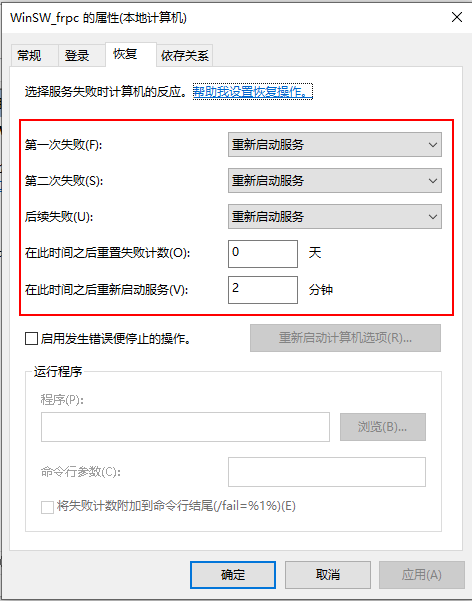 WinSW_frpc 的属性(本地计算机)
常规 登录 恢复 依存关系
选择服务失败时计算机的反应。帮助我设置恢复操作。
第一次失败(F): 重新启动服务
第二次失败(S): 重新启动服务
后续失败(U): 重新启动服务
在此时间之后重置失败计数(O): 0 天
在此时间之后重新启动服务(V): 2 分钟
启用发生错误便停止的操作。 重新启动计算机选项(R)...
运行程序
程序(P):
浏览(B)...
命令行参数(C):
将失败计数附加到命令行结尾(/fail=%1%)(E)
确定 取消 应用(A)